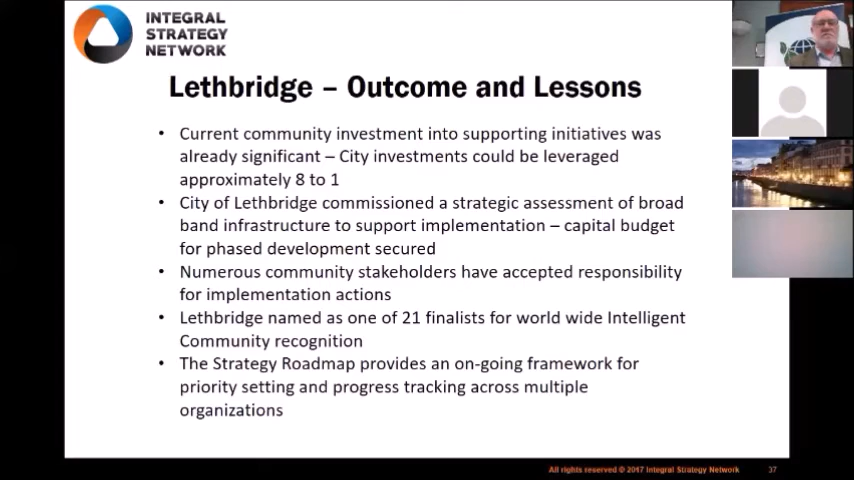 INTEGRAL
STRATEGY
NETWORK
Lethbridge – Outcome and Lessons
• Current community investment into supporting initiatives was
already significant – City investments could be leveraged
approximately 8 to 1
• City of Lethbridge commissioned a strategic assessment of broad
band infrastructure to support implementation – capital budget
for phased development secured
• Numerous community stakeholders have accepted responsibility
for implementation actions
• Lethbridge named as one of 21 finalists for world wide Intelligent
Community recognition
• The Strategy Roadmap provides an on-going framework for
priority setting and progress tracking across multiple
organizations
All rights reserved © 2017 Integral Strategy Network 37